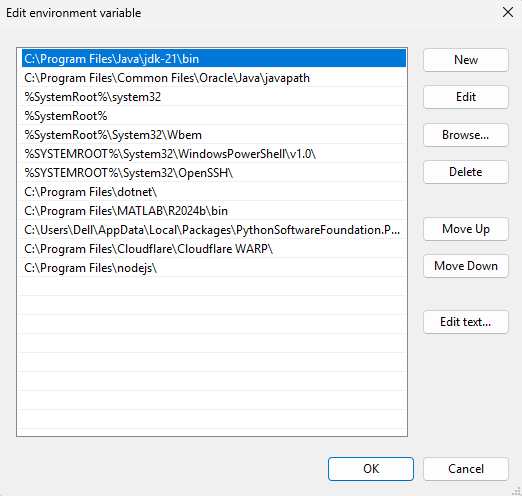 Edit environment variable
C:\Program Files\Java\jdk-21\bin
C:\Program Files\Common Files\Oracle\Java\javapath
%SystemRoot%\system32
%SystemRoot%
%SystemRoot%\System32\Wbem
%SYSTEMROOT%\System32\WindowsPowerShell\v1.0\
%SYSTEMROOT%\System32\OpenSSH\
C:\Program Files\dotnet\
C:\Program Files\MATLAB\R2024b\bin
C:\Users\Dell\AppData\Local\Packages\PythonSoftwareFoundation.P...
C:\Program Files\Cloudflare\Cloudflare WARP\
C:\Program Files\nodejs\
New
Edit
Browse...
Delete
Move Up
Move Down
Edit text...
OK
Cancel